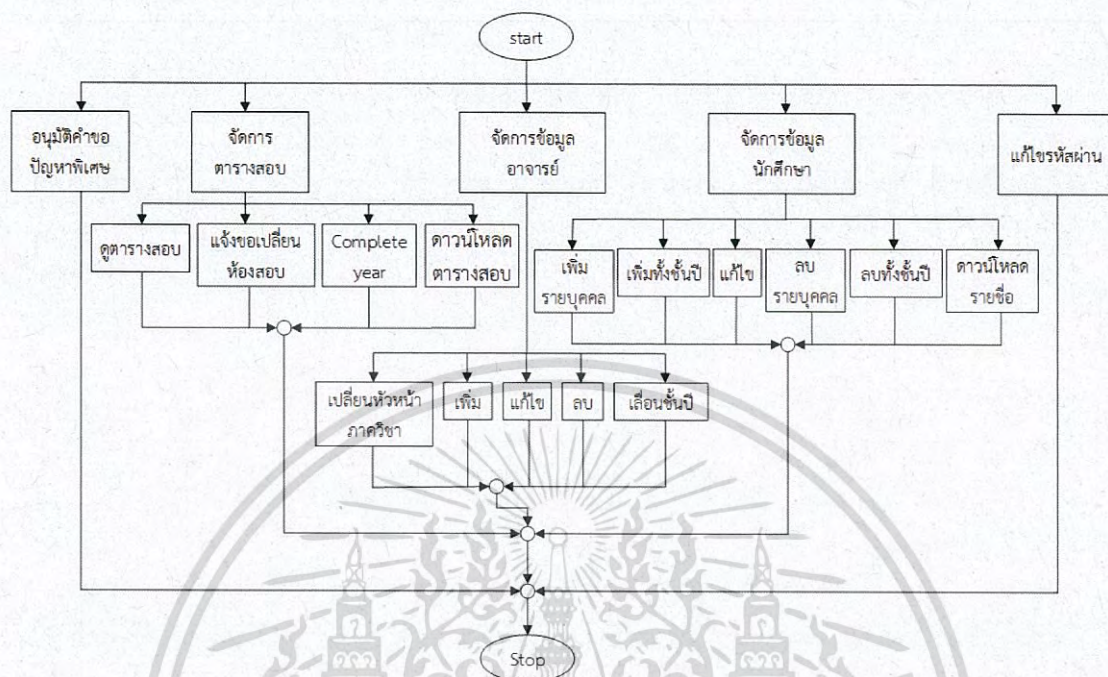 start
อนุมัติคำขอ
ปัญหาพิเศษ
จัดการ
ตารางสอบ
จัดการข้อมูล
อาจารย์
จัดการข้อมูล
นักศึกษา
แก้ไขรหัสผ่าน
ดูตารางสอบ
แจ้งขอเปลี่ยน
ห้องสอบ
Complete
year
ดาวน์โหลด
ตารางสอบ
เพิ่ม
รายบุคคล
เพิ่มทั้งชั้นปี
แก้ไข
ลบ
รายบุคคล
ลบทั้งชั้นปี
ดาวน์โหลด
รายชื่อ
เปลี่ยนหัวหน้า
ภาควิชา
เพิ่ม
แก้ไข
ลบ
เลื่อนชั้นปี
Stop